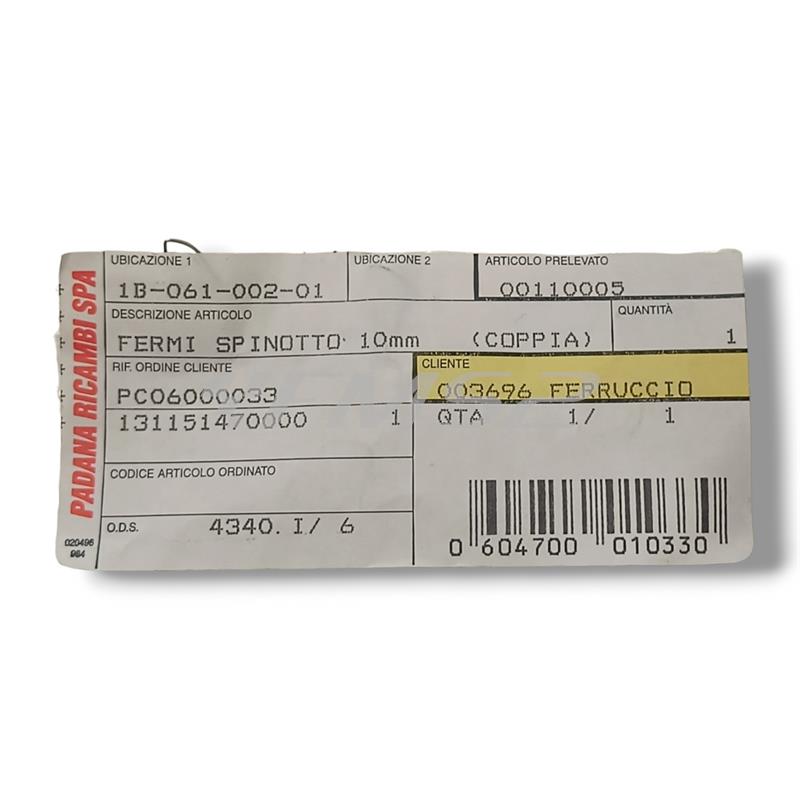 PADANA RICAMBI SPA
020496
984
UBICAZIONE 1
1B-061-002-01
UBICAZIONE 2
ARTICOLO PRELEVATO
00110005
DESCRIZIONE ARTICOLO
FERMI SPINOTTO 10mm (COPPIA)
QUANTITÀ
1
RIF. ORDINE CLIENTE
PC06000033
CLIENTE
003696 FERRUCCIO
131151470000 1
QTA 1/ 1
CODICE ARTICOLO ORDINATO
O.D.S. 4340.I/ 6
0 604700 010330